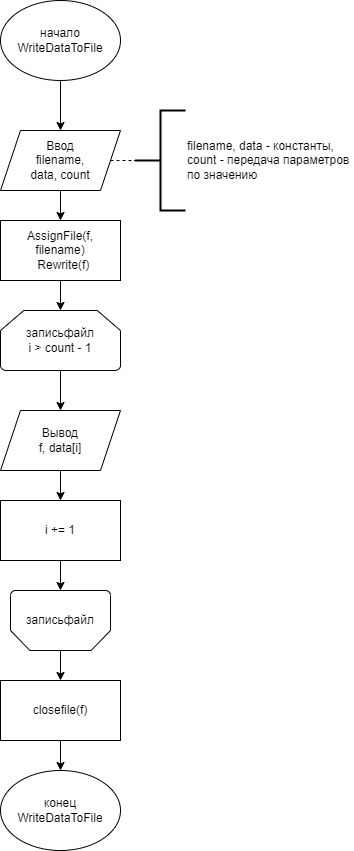 начало
WriteDataToFile
Ввод
filename,
data, count
filename, data - константы,
count - передача параметров
по значению
AssignFile(f,
filename)
Rewrite(f)
записьфайл
i > count - 1
Вывод
f, data[i]
i += 1
записьфайл
closefile(f)
конец
WriteDataToFile